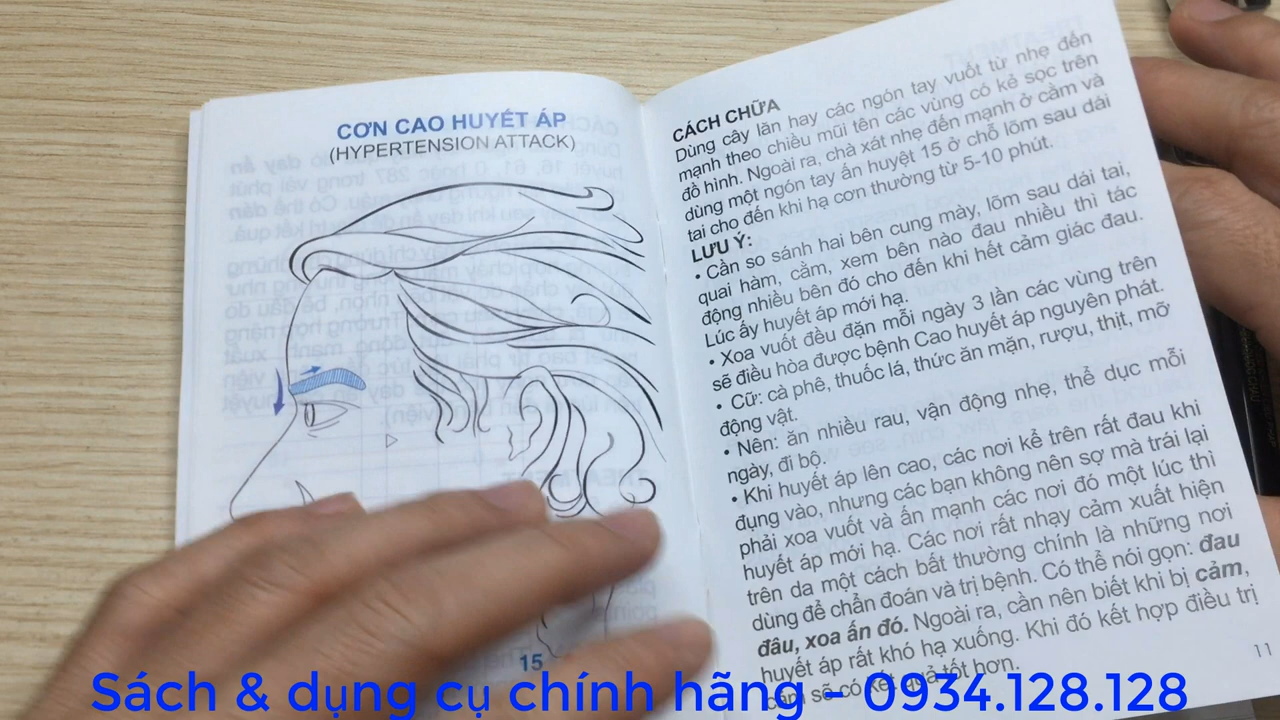 CƠN CAO HUYẾT ÁP
(HYPERTENSION ATTACK)
15
CÁCH CHỮA
Dùng cây lăn hay các ngón tay vuốt từ nhẹ đến
mạnh theo chiều mũi tên các vùng có kẻ sọc trên
đồ hình. Ngoài ra, chà xát nhẹ đến mạnh ở cằm và
dùng một ngón tay ấn huyệt 15 ở chỗ lõm sau dái
tai cho đến khi hạ cơn thường từ 5-10 phút.
LƯU Ý:
• Cần so sánh hai bên cung mày, lõm sau dái tai,
quai hàm, cằm, xem bên nào đau nhiều thì tác
động nhiều bên đó cho đến khi hết cảm giác đau.
Lúc ấy huyết áp mới hạ.
• Xoa vuốt đều đặn mỗi ngày 3 lần các vùng trên
sẽ điều hòa được bệnh Cao huyết áp nguyên phát.
• Cữ: cà phê, thuốc lá, thức ăn mặn, rượu, thịt, mỡ
động vật.
• Nên: ăn nhiều rau, vận động nhẹ, thể dục mỗi
ngày, đi bộ.
• Khi huyết áp lên cao, các nơi kể trên rất đau khi
đụng vào, nhưng các bạn không nên sợ mà trái lại
phải xoa vuốt và ấn mạnh các nơi đó một lúc thì
huyết áp mới hạ. Các nơi rất nhạy cảm xuất hiện
trên da một cách bất thường chính là những nơi
dùng để chẩn đoán và trị bệnh. Có thể nói gọn: đau
đâu, xoa ấn đó. Ngoài ra, cần nên biết khi bị cảm,
huyết áp rất khó hạ xuống. Khi đó kết hợp điều trị
cảm sẽ có kết quả tốt hơn.
11
Sách & dụng cụ chính hãng – 0934.128.128